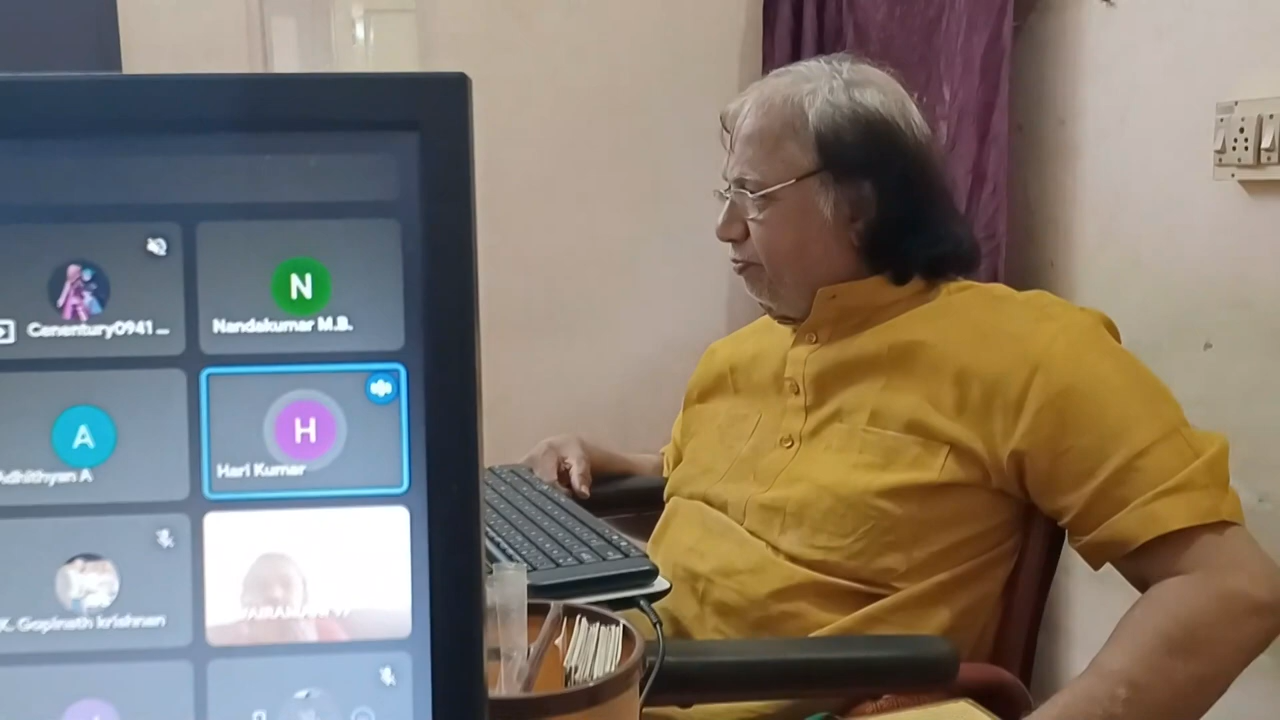 Cenentury0941...
N
Nandakumar M.B.
A
Adhithyan A
H
Hari Kumar
K. Gopinath krishnan